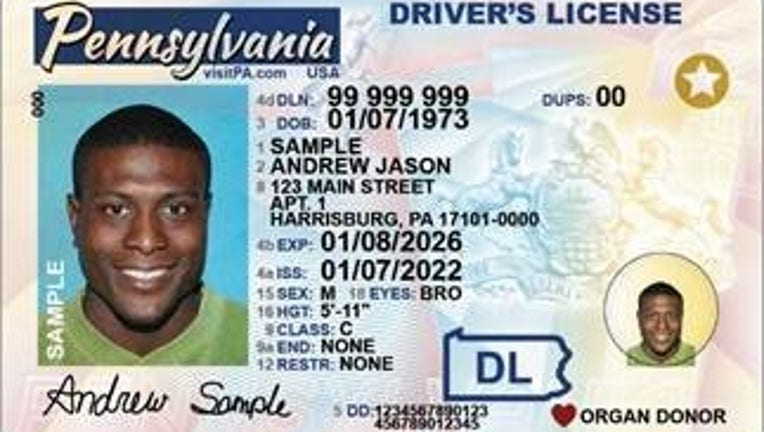 Pennsylvania
visitPA.com USA
DRIVER'S LICENSE
000
4d DLN: 99 999 999 DUPS: 00
3 DOB: 01/07/1973
1 SAMPLE
2 ANDREW JASON
8 123 MAIN STREET
APT. 1
HARRISBURG, PA 17101-0000
4b EXP: 01/08/2026
4a ISS: 01/07/2022
15 SEX: M 18 EYES: BRO
16 HGT: 5'-11"
9 CLASS: C
9a END: NONE
12 RESTR: NONE
SAMPLE
Andrew Sample
5 DD: 1234567890123
456789012345
DL
ORGAN DONOR